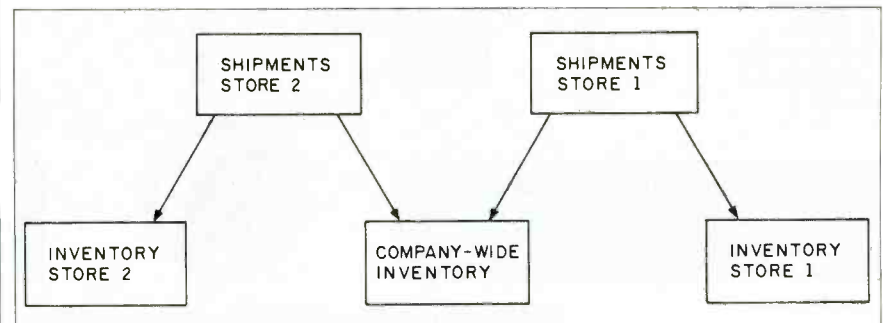 SHIPMENTS
STORE 2
SHIPMENTS
STORE 1
INVENTORY
STORE 2
COMPANY-WIDE
INVENTORY
INVENTORY
STORE 1